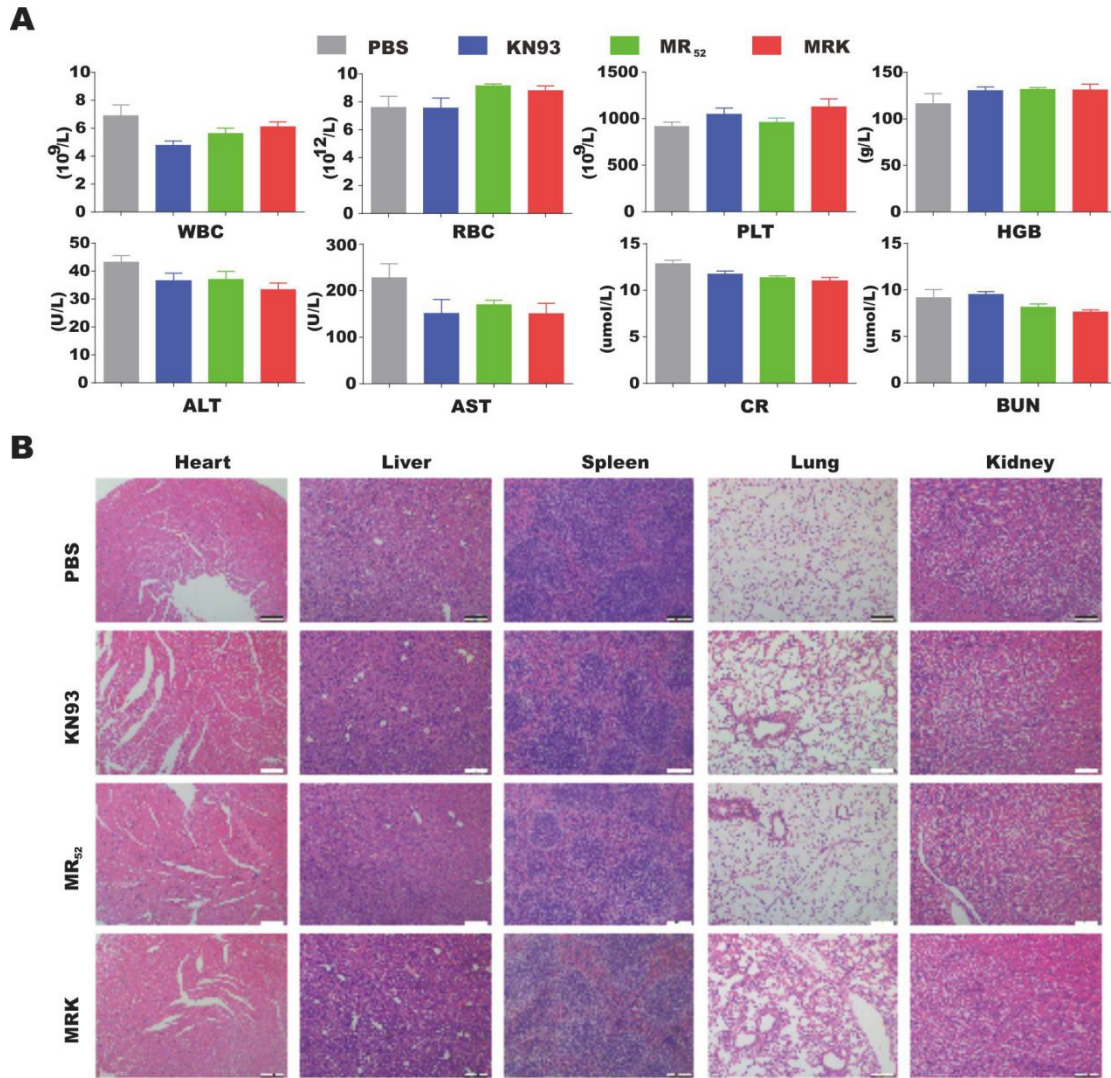 A
PBS KN93 MR₅₂ MRK
10 8 6 4 2 0
(10⁹/L)
WBC
10 8 6 4 2 0
(10¹²/L)
RBC
1500 1000 500 0
(10⁹/L)
PLT
150 100 50 0
(g/L)
HGB
50 40 30 20 10 0
(U/L)
ALT
300 200 100 0
(U/L)
AST
15 10 5 0
(umol/L)
CR
15 10 5 0
(umol/L)
BUN
B
Heart Liver Spleen Lung Kidney
PBS
KN93
MR₅₂
MRK